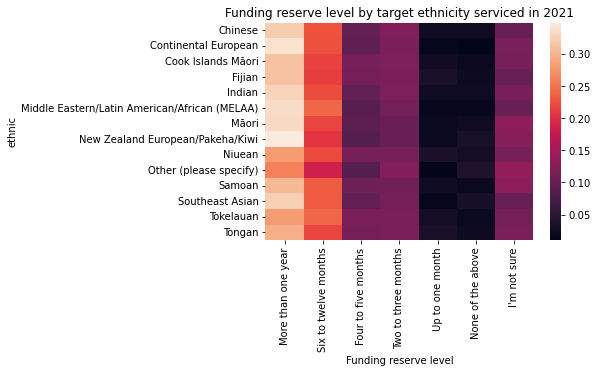 Funding reserve level by target ethnicity serviced in 2021
ethnic
Chinese
Continental European
Cook Islands Māori
Fijian
Indian
Middle Eastern/Latin American/African (MELAA)
Māori
New Zealand European/Pakeha/Kiwi
Niuean
Other (please specify)
Samoan
Southeast Asian
Tokelauan
Tongan
More than one year
Six to twelve months
Four to five months
Two to three months
Up to one month
None of the above
I'm not sure
Funding reserve level
0.30
0.25
0.20
0.15
0.10
0.05